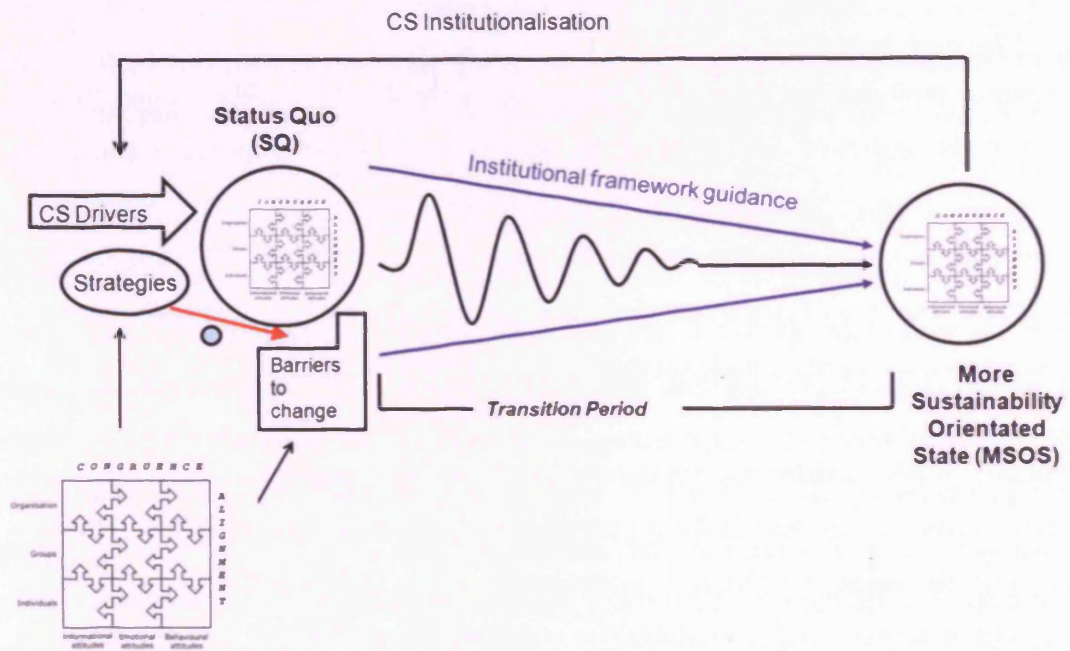 CS Institutionalisation
Status Quo
(SQ)
CS Drivers
Strategies
Institutional framework guidance
Barriers
to
change
Transition Period
More
Sustainability
Orientated
State (MSOS)
CONGRUENCE
ALIGNMENT
Organisation
Groups
Individuals
Informational
attitudes
Emotional
attitudes
Behavioural
attitudes